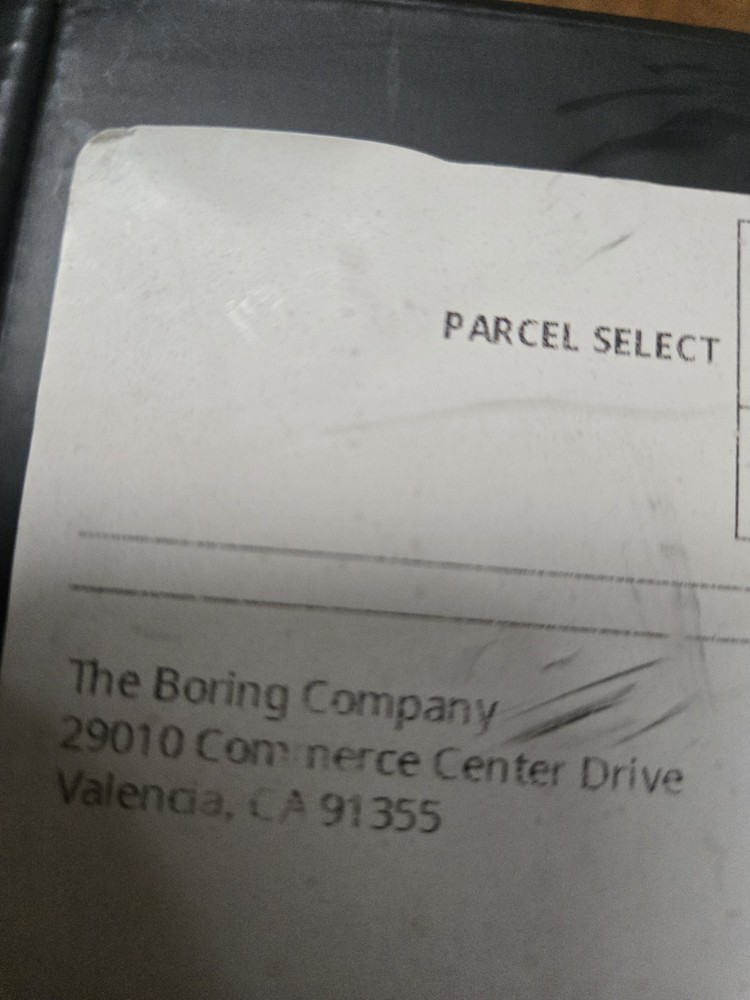 PARCEL SELECT
The Boring Company
29010 Commerce Center Drive
Valencia, CA 91355